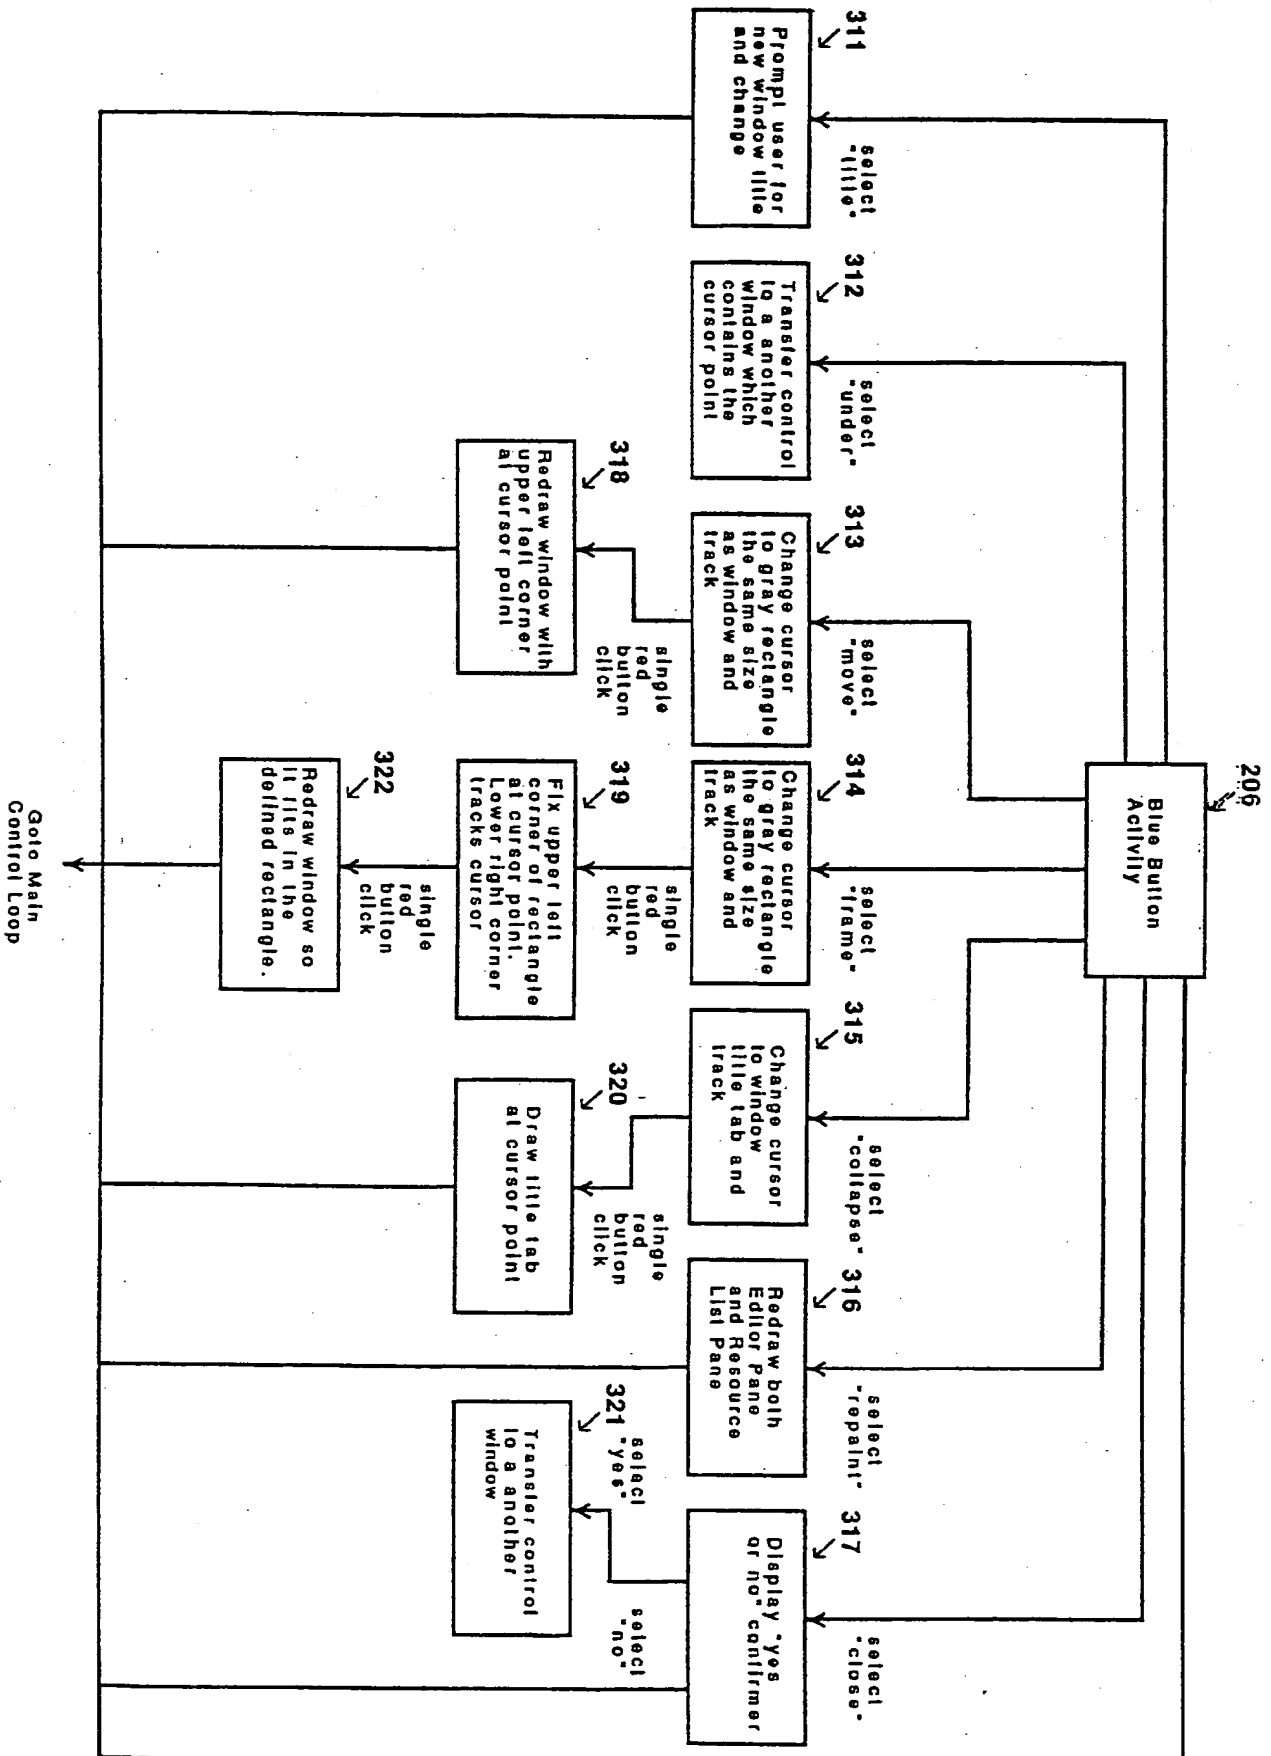 206
Blue Button
Activity
select
"title"
select
"under"
select
"move"
select
"frame"
select
"collapse"
select
"repaint"
select
"close"
311
Prompt user for
new window title
and change
312
Transfer control
to a another
window which
contains the
cursor point
313
Change cursor
to gray rectangle
the same size
as window and
track
314
Change cursor
to gray rectangle
the same size
as window and
track
315
Change cursor
to window
title tab and
track
316
Redraw both
Editor Pane
and Resource
List Pane
317
Display "yes
or no" confirmer
single
red
button
click
single
red
button
click
single
red
button
click
select
"yes"
select
"no"
318
Redraw window with
upper left corner
at cursor point
319
Fix upper left
corner of rectangle
at cursor point.
Lower right corner
tracks cursor
320
Draw title tab
at cursor point
321
Transfer control
to a another
window
single
red
button
click
322
Redraw window so
it fits in the
defined rectangle.
Goto Main
Control Loop